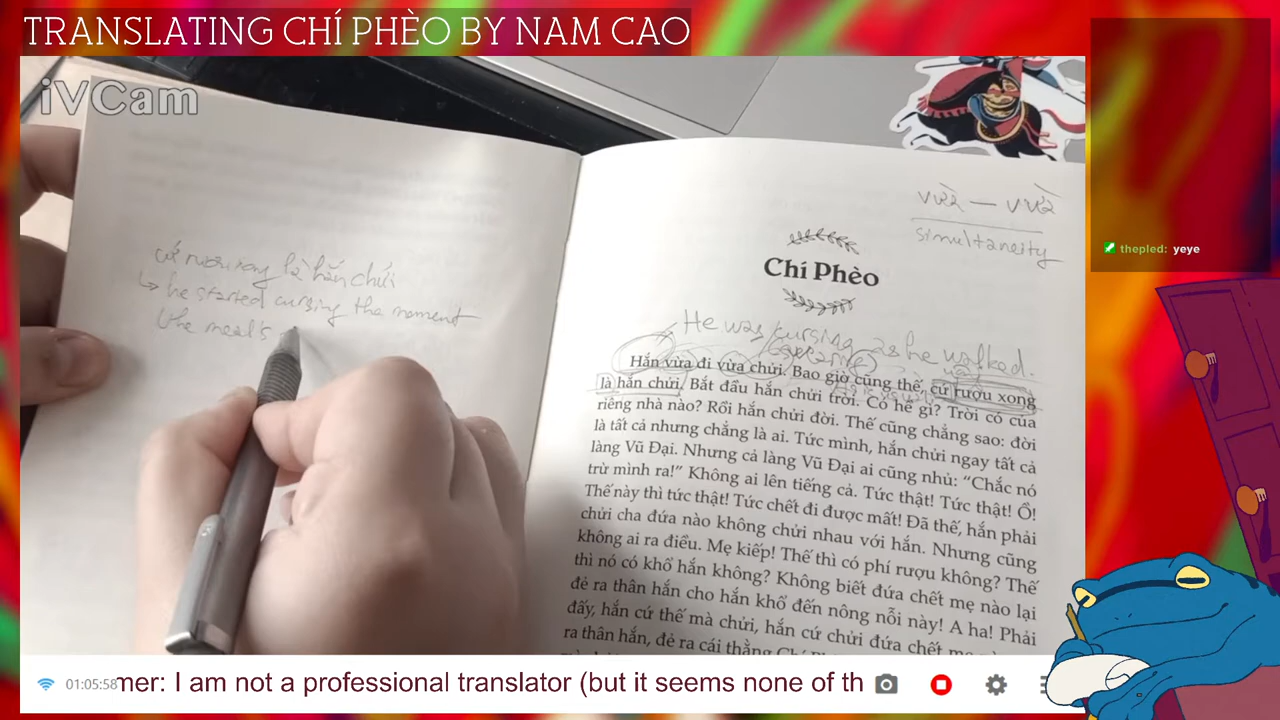 TRANSLATING CHÍ PHÈO BY NAM CAO
iVCam
thepled: yeye
cứ rượu xong là hắn chửi
↳ he started cursing the moment
the meal's
vừa — vừa
simultaneity
Chí Phèo
He was cursing as he walked.
Hắn vừa đi vừa chửi. Bao giờ cũng thế, cứ rượu xong
là hắn chửi. Bắt đầu hắn chửi trời. Có hề gì? Trời có của
riêng nhà nào? Rồi hắn chửi đời. Thế cũng chẳng sao: đời
là tất cả nhưng chẳng là ai. Tức mình, hắn chửi ngay tất cả
làng Vũ Đại. Nhưng cả làng Vũ Đại ai cũng nhủ: "Chắc nó
trừ mình ra!" Không ai lên tiếng cả. Tức thật! Tức thật! Ồ!
Thế này thì tức thật! Tức chết đi được mất! Đã thế, hắn phải
chửi cha đứa nào không chửi nhau với hắn. Nhưng cũng
không ai ra điều. Mẹ kiếp! Thế thì có phí rượu không? Thế
thì nó có khổ hắn không? Không biết đứa chết mẹ nào lại
đẻ ra thân hắn cho hắn khổ đến nông nỗi này! A ha! Phải
đấy, hắn cứ thế mà chửi, hắn cứ chửi đứa chết mẹ nào
ra thân hắn, đẻ ra cái thằng Chí
01:05:58
mer: I am not a professional translator (but it seems none of th